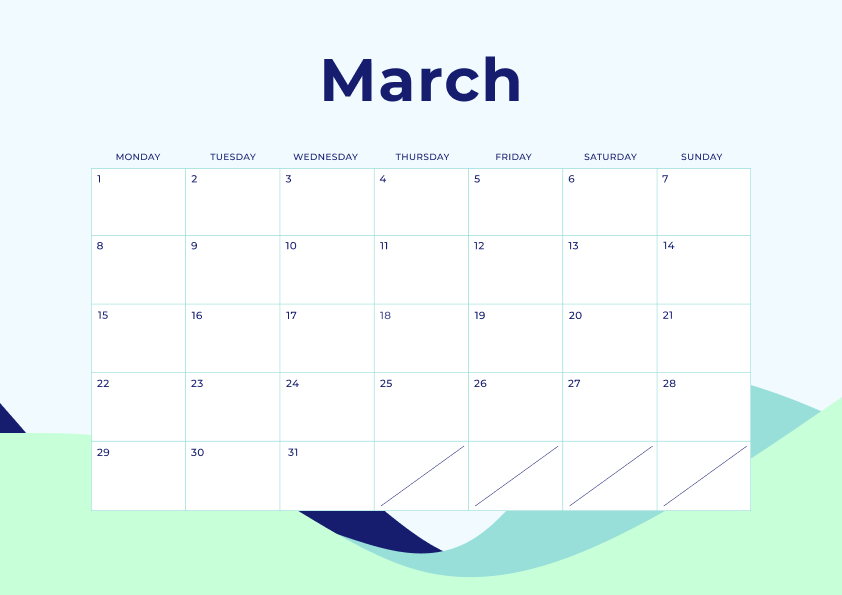 March
MONDAY TUESDAY WEDNESDAY THURSDAY FRIDAY SATURDAY SUNDAY
1 2 3 4 5 6 7
8 9 10 11 12 13 14
15 16 17 18 19 20 21
22 23 24 25 26 27 28
29 30 31